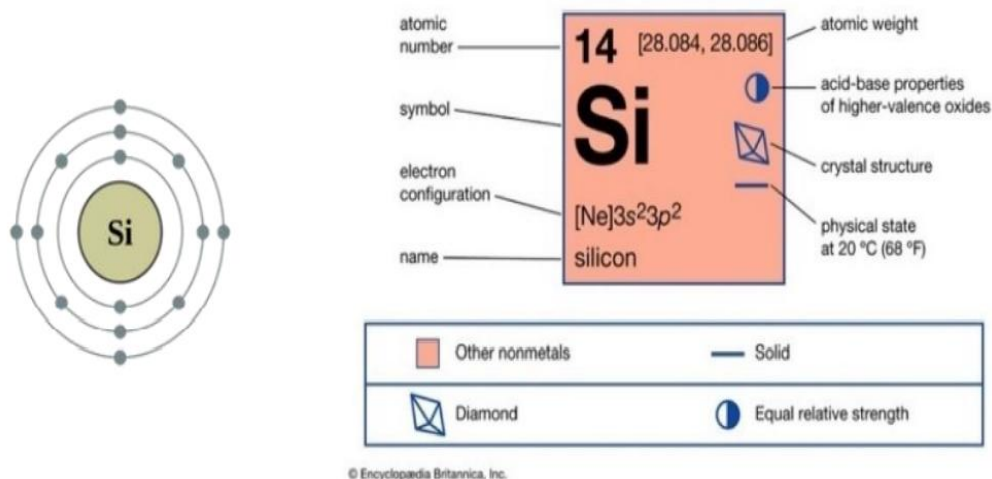 Si
atomic
number
symbol
electron
configuration
name
14 [28.084, 28.086]
Si
[Ne]3s²3p²
silicon
atomic weight
acid-base properties
of higher-valence oxides
crystal structure
physical state
at 20 °C (68 °F)
Other nonmetals
Solid
Diamond
Equal relative strength
© Encyclopædia Britannica, Inc.